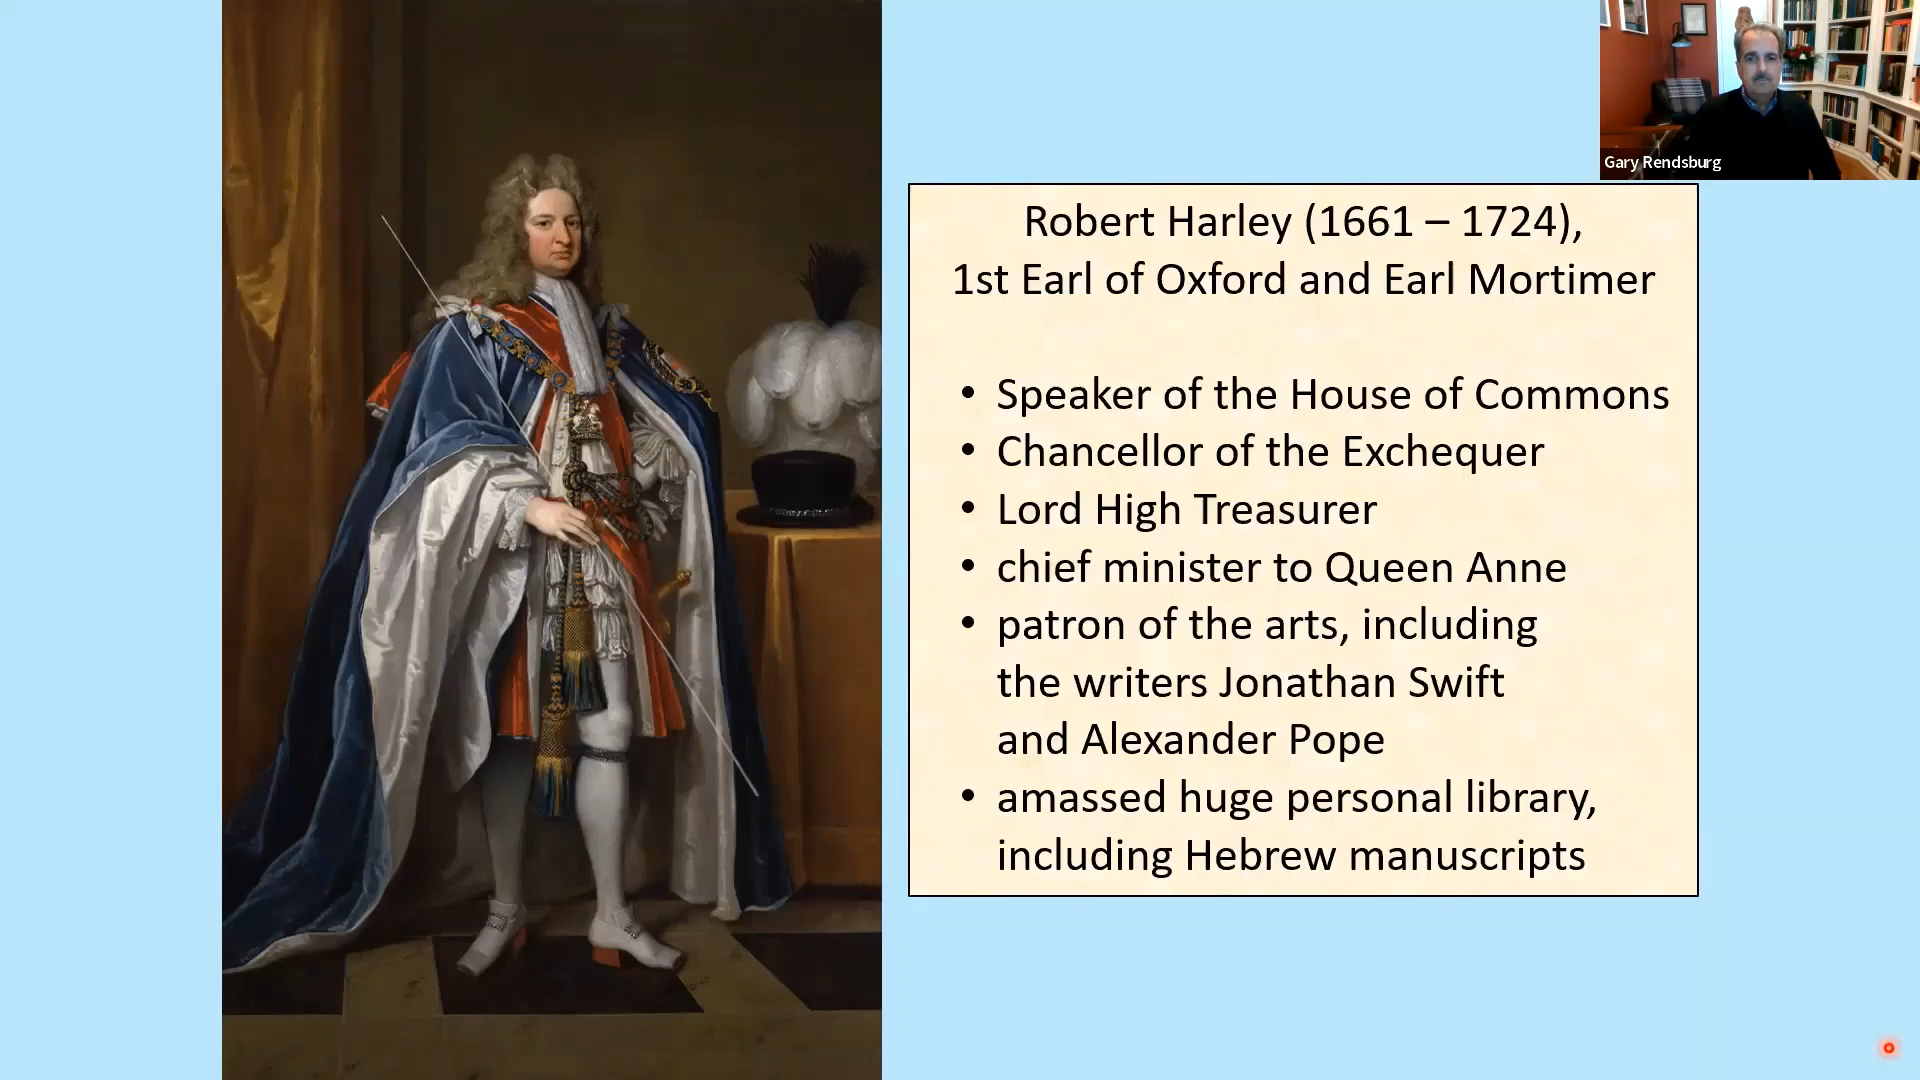 Gary Rendsburg
Robert Harley (1661 – 1724),
1st Earl of Oxford and Earl Mortimer
• Speaker of the House of Commons
• Chancellor of the Exchequer
• Lord High Treasurer
• chief minister to Queen Anne
• patron of the arts, including
the writers Jonathan Swift
and Alexander Pope
• amassed huge personal library,
including Hebrew manuscripts